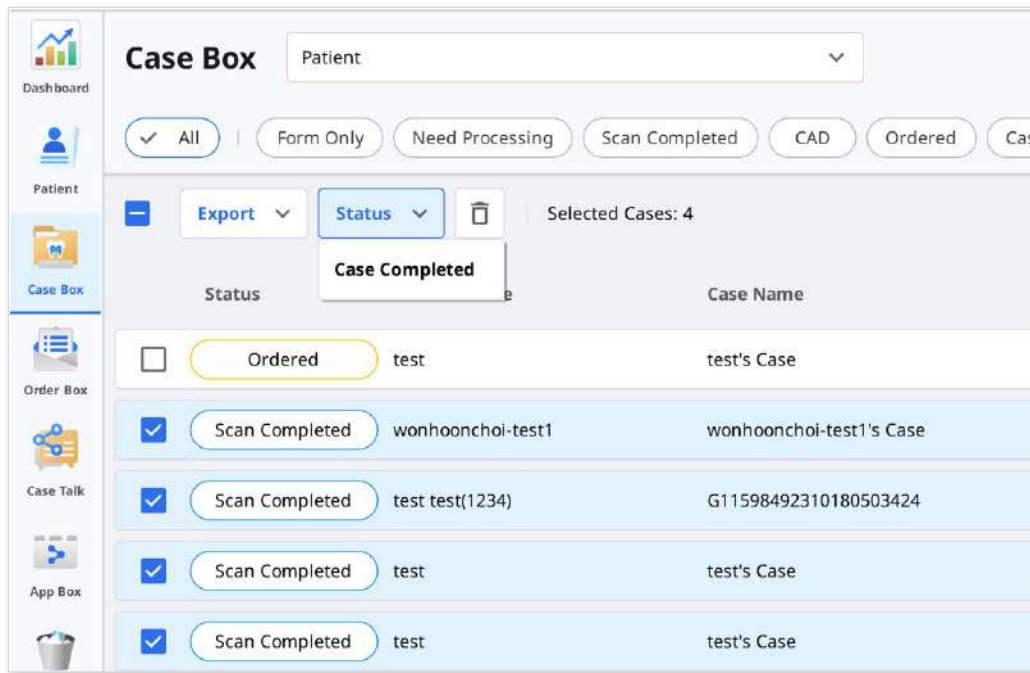 Dashboard
Patient
Case Box
Order Box
Case Talk
App Box
Case Box
Patient
All
Form Only
Need Processing
Scan Completed
CAD
Ordered
Cas
Export
Status
Selected Cases: 4
Case Completed
Status
e
Case Name
Ordered test test's Case
Scan Completed wonhoonchoi-test1 wonhoonchoi-test1's Case
Scan Completed test test(1234) G11598492310180503424
Scan Completed test test's Case
Scan Completed test test's Case